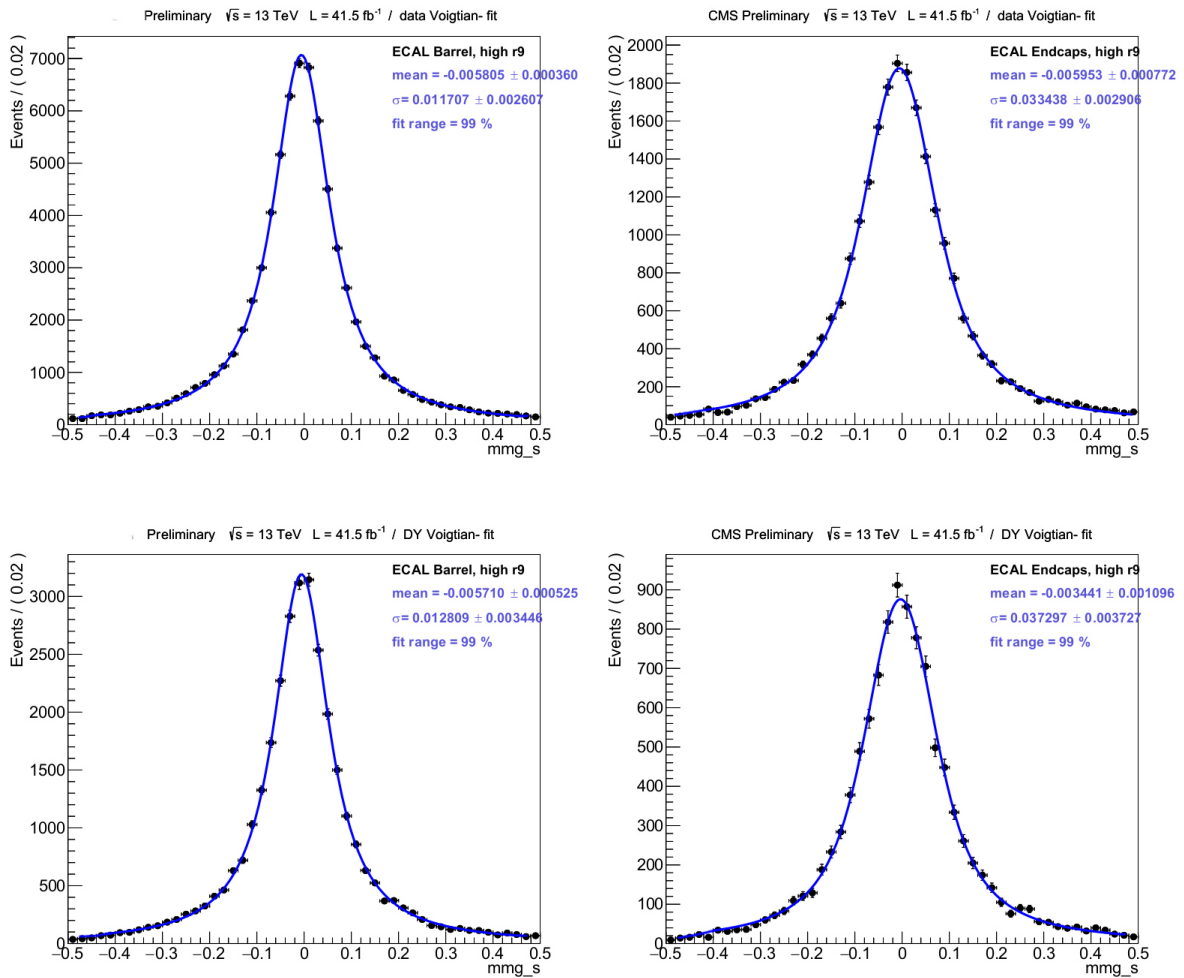 Preliminary √s = 13 TeV L = 41.5 fb⁻¹ / data Voigtian- fit
ECAL Barrel, high r9
mean = -0.005805 ± 0.000360
σ= 0.011707 ± 0.002607
fit range = 99 %
Events / ( 0.02 )
7000
6000
5000
4000
3000
2000
1000
0
−0.5 −0.4 −0.3 −0.2 −0.1 0 0.1 0.2 0.3 0.4 0.5
mmg_s
CMS Preliminary √s = 13 TeV L = 41.5 fb⁻¹ / data Voigtian- fit
ECAL Endcaps, high r9
mean = -0.005953 ± 0.000772
σ= 0.033438 ± 0.002906
fit range = 99 %
Events / ( 0.02 )
2000
1800
1600
1400
1200
1000
800
600
400
200
0
−0.5 −0.4 −0.3 −0.2 −0.1 0 0.1 0.2 0.3 0.4 0.5
mmg_s
Preliminary √s = 13 TeV L = 41.5 fb⁻¹ / DY Voigtian- fit
ECAL Barrel, high r9
mean = -0.005710 ± 0.000525
σ= 0.012809 ± 0.003446
fit range = 99 %
Events / ( 0.02 )
3000
2500
2000
1500
1000
500
0
−0.5 −0.4 −0.3 −0.2 −0.1 0 0.1 0.2 0.3 0.4 0.5
mmg_s
CMS Preliminary √s = 13 TeV L = 41.5 fb⁻¹ / DY Voigtian- fit
ECAL Endcaps, high r9
mean = -0.003441 ± 0.001096
σ= 0.037297 ± 0.003727
fit range = 99 %
Events / ( 0.02 )
900
800
700
600
500
400
300
200
100
0
−0.5 −0.4 −0.3 −0.2 −0.1 0 0.1 0.2 0.3 0.4 0.5
mmg_s